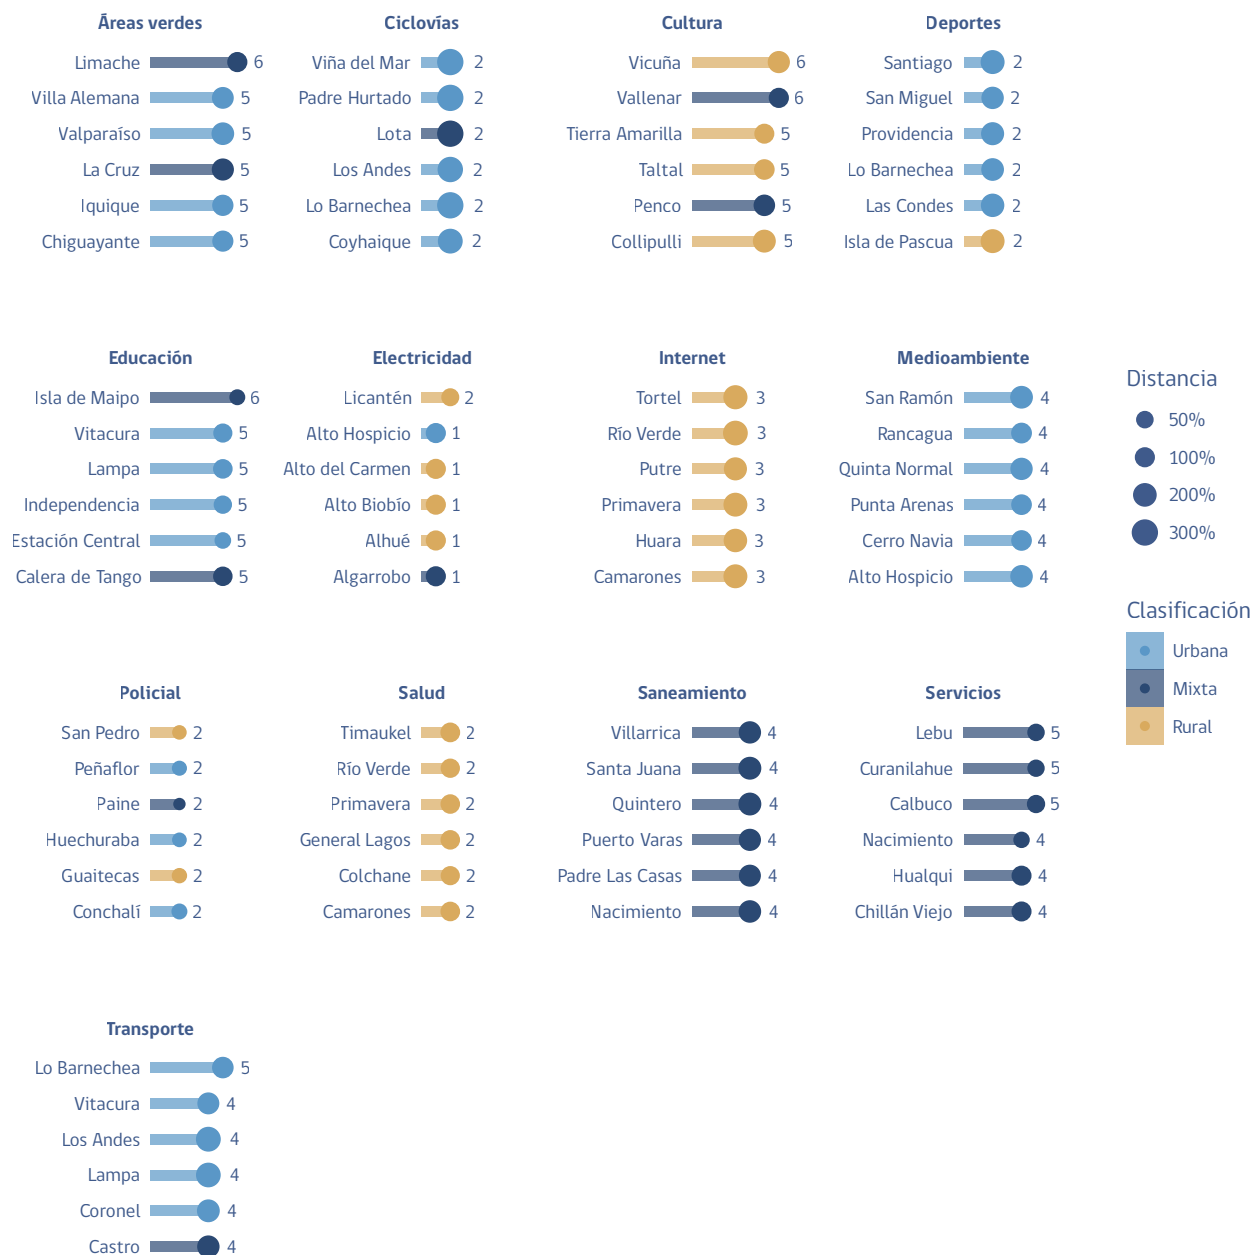 Áreas verdes
Limache 6
Villa Alemana 5
Valparaíso 5
La Cruz 5
Iquique 5
Chiguayante 5
Ciclovías
Viña del Mar 2
Padre Hurtado 2
Lota 2
Los Andes 2
Lo Barnechea 2
Coyhaique 2
Cultura
Vicuña 6
Vallenar 6
Tierra Amarilla 5
Taltal 5
Penco 5
Collipulli 5
Deportes
Santiago 2
San Miguel 2
Providencia 2
Lo Barnechea 2
Las Condes 2
Isla de Pascua 2
Educación
Isla de Maipo 6
Vitacura 5
Lampa 5
Independencia 5
Estación Central 5
Calera de Tango 5
Electricidad
Licantén 2
Alto Hospicio 1
Alto del Carmen 1
Alto Biobío 1
Alhué 1
Algarrobo 1
Internet
Tortel 3
Río Verde 3
Putre 3
Primavera 3
Huara 3
Camarones 3
Medioambiente
San Ramón 4
Rancagua 4
Quinta Normal 4
Punta Arenas 4
Cerro Navia 4
Alto Hospicio 4
Policial
San Pedro 2
Peñaflor 2
Paine 2
Huechuraba 2
Guaitecas 2
Conchalí 2
Salud
Timaukel 2
Río Verde 2
Primavera 2
General Lagos 2
Colchane 2
Camarones 2
Saneamiento
Villarrica 4
Santa Juana 4
Quintero 4
Puerto Varas 4
Padre Las Casas 4
Nacimiento 4
Servicios
Lebu 5
Curanilahue 5
Calbuco 5
Nacimiento 4
Hualqui 4
Chillán Viejo 4
Transporte
Lo Barnechea 5
Vitacura 4
Los Andes 4
Lampa 4
Coronel 4
Castro 4
Distancia
50%
100%
200%
300%
Clasificación
Urbana
Mixta
Rural